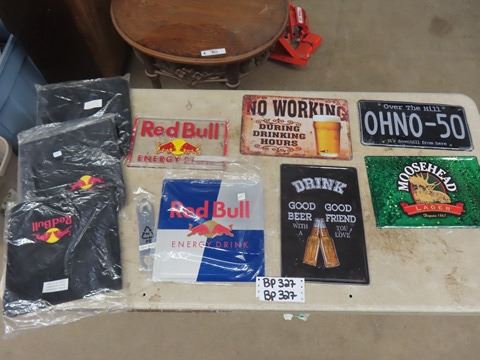 Red Bull
ENERGY DRINK
NO WORKING
DURING
DRINKING
HOURS
Over The Hill
OHNO-50
It's downhill from here
Red Bull
Red Bull
ENERGY DRINK
DRINK
GOOD GOOD
BEER FRIEND
WITH A YOU LOVE
MOOSEHEAD
LAGER
BP 327
BP 327